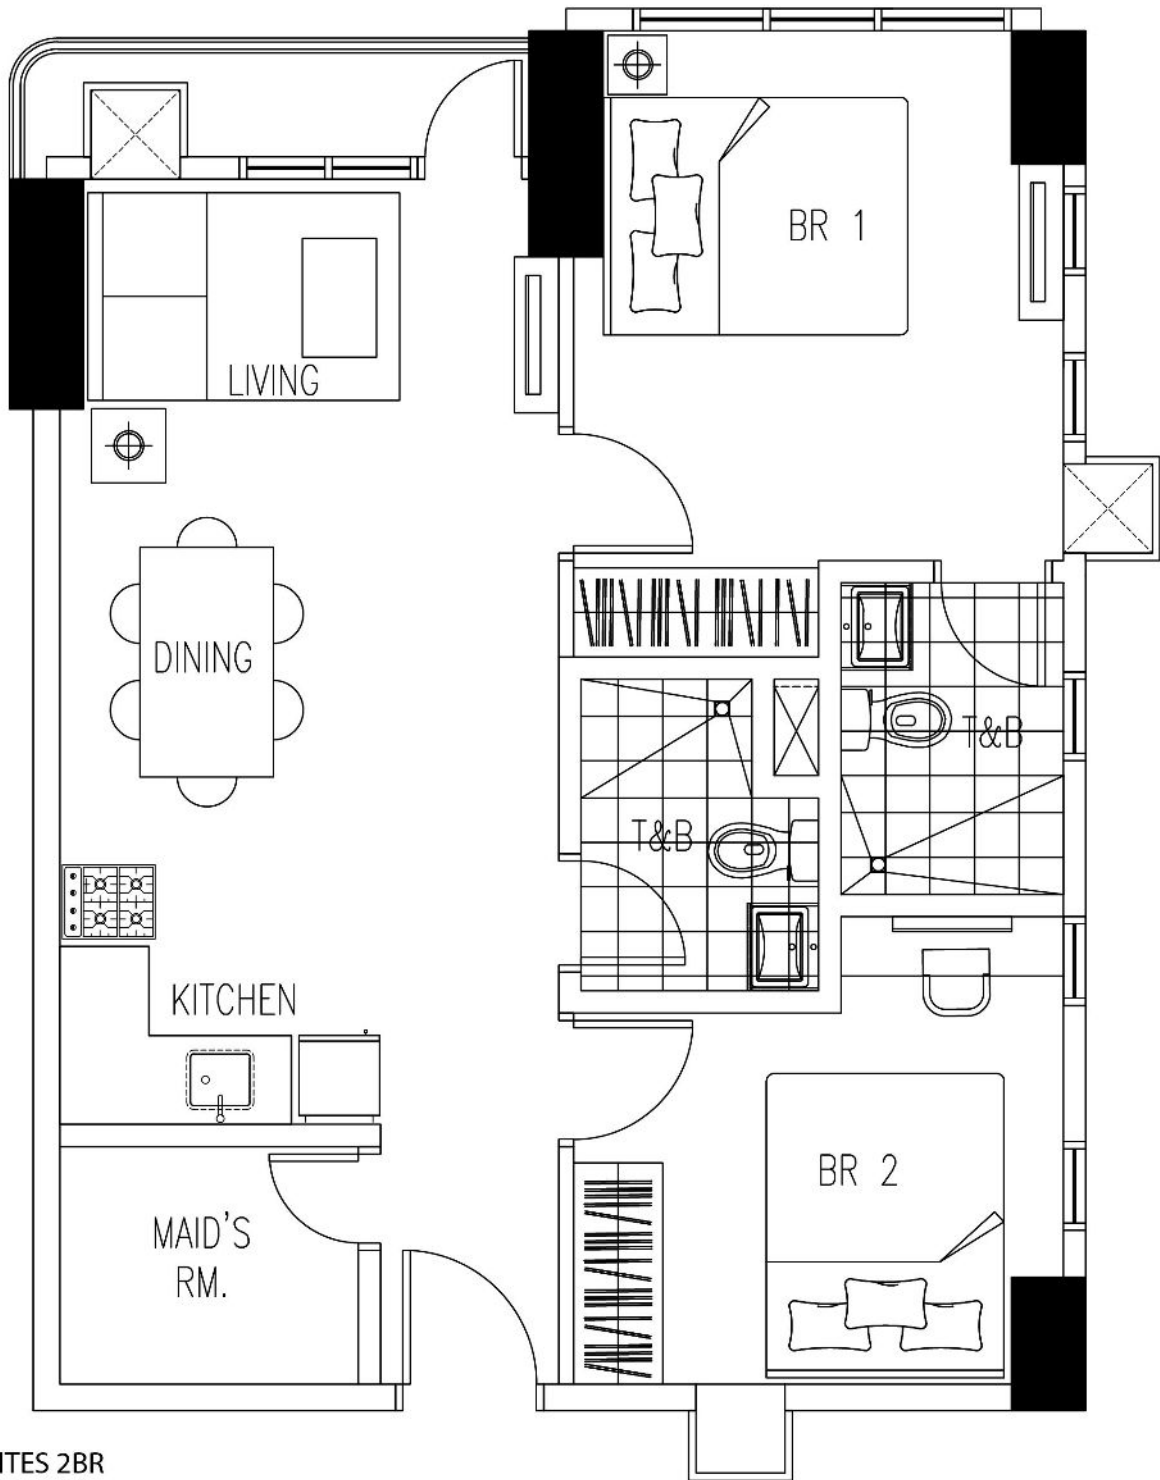 BR 1
LIVING
DINING
T&B
T&B
KITCHEN
BR 2
MAID'S
RM.
ITES 2BR